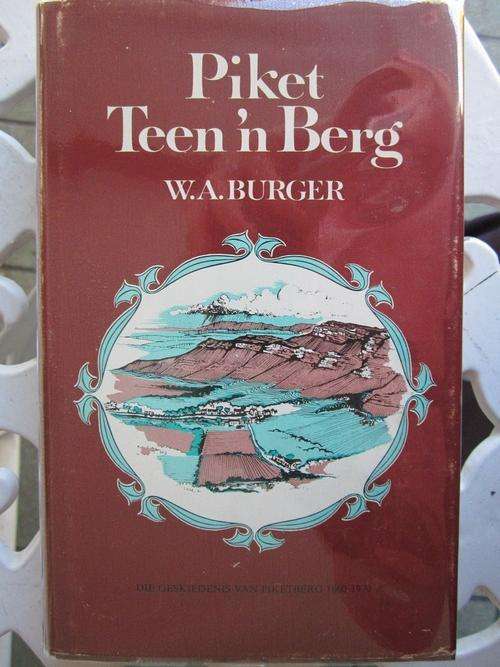 Piket
Teen 'n Berg
W.A. BURGER
DIE GESKIEDENIS VAN PIKETBERG